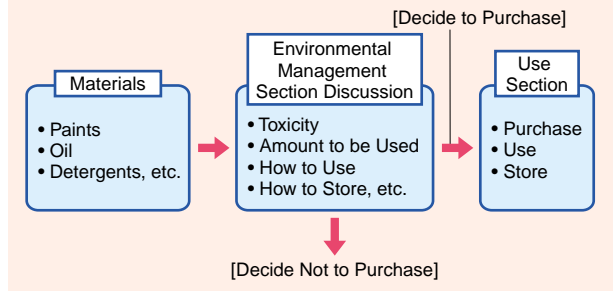 [Decide to Purchase]
Materials
• Paints
• Oil
• Detergents, etc.
Environmental
Management
Section Discussion
• Toxicity
• Amount to be Used
• How to Use
• How to Store, etc.
Use
Section
• Purchase
• Use
• Store
[Decide Not to Purchase]